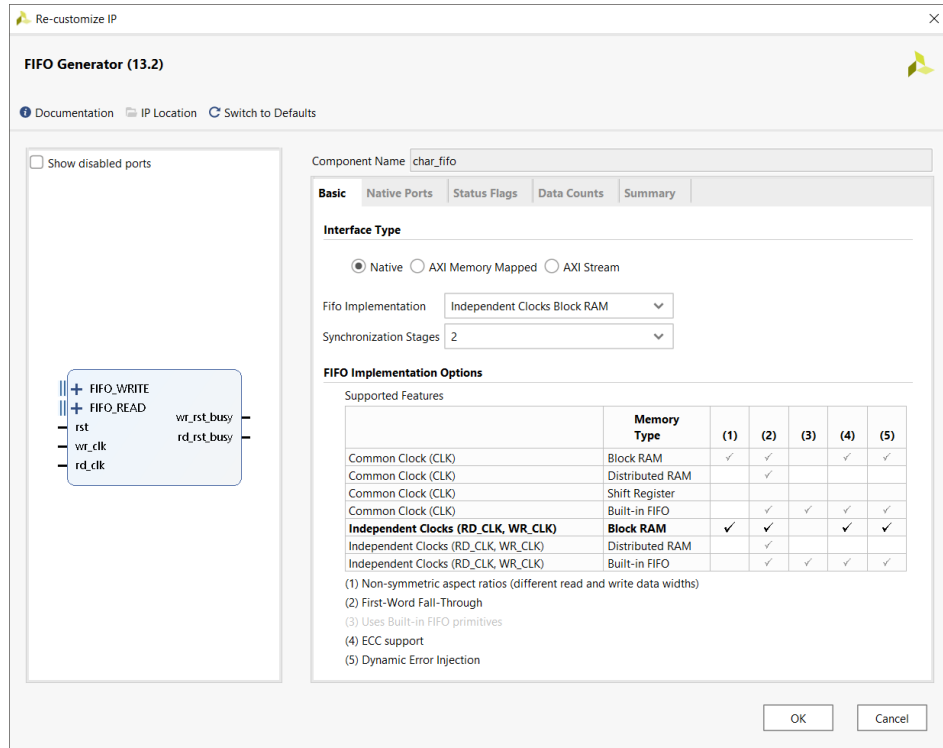 Re-customize IP
FIFO Generator (13.2)
Documentation IP Location Switch to Defaults
Show disabled ports
FIFO_WRITE
FIFO_READ
rst
wr_clk
rd_clk
wr_rst_busy
rd_rst_busy
Component Name char_fifo
Basic Native Ports Status Flags Data Counts Summary
Interface Type
Native AXI Memory Mapped AXI Stream
Fifo Implementation Independent Clocks Block RAM
Synchronization Stages 2
FIFO Implementation Options
Supported Features
Memory Type (1) (2) (3) (4) (5)
Common Clock (CLK) Block RAM ✓ ✓ ✓ ✓
Common Clock (CLK) Distributed RAM ✓
Common Clock (CLK) Shift Register
Common Clock (CLK) Built-in FIFO ✓ ✓ ✓ ✓
Independent Clocks (RD_CLK, WR_CLK) Block RAM ✓ ✓ ✓ ✓
Independent Clocks (RD_CLK, WR_CLK) Distributed RAM ✓
Independent Clocks (RD_CLK, WR_CLK) Built-in FIFO ✓ ✓ ✓ ✓
(1) Non-symmetric aspect ratios (different read and write data widths)
(2) First-Word Fall-Through
(3) Uses Built-in FIFO primitives
(4) ECC support
(5) Dynamic Error Injection
OK Cancel